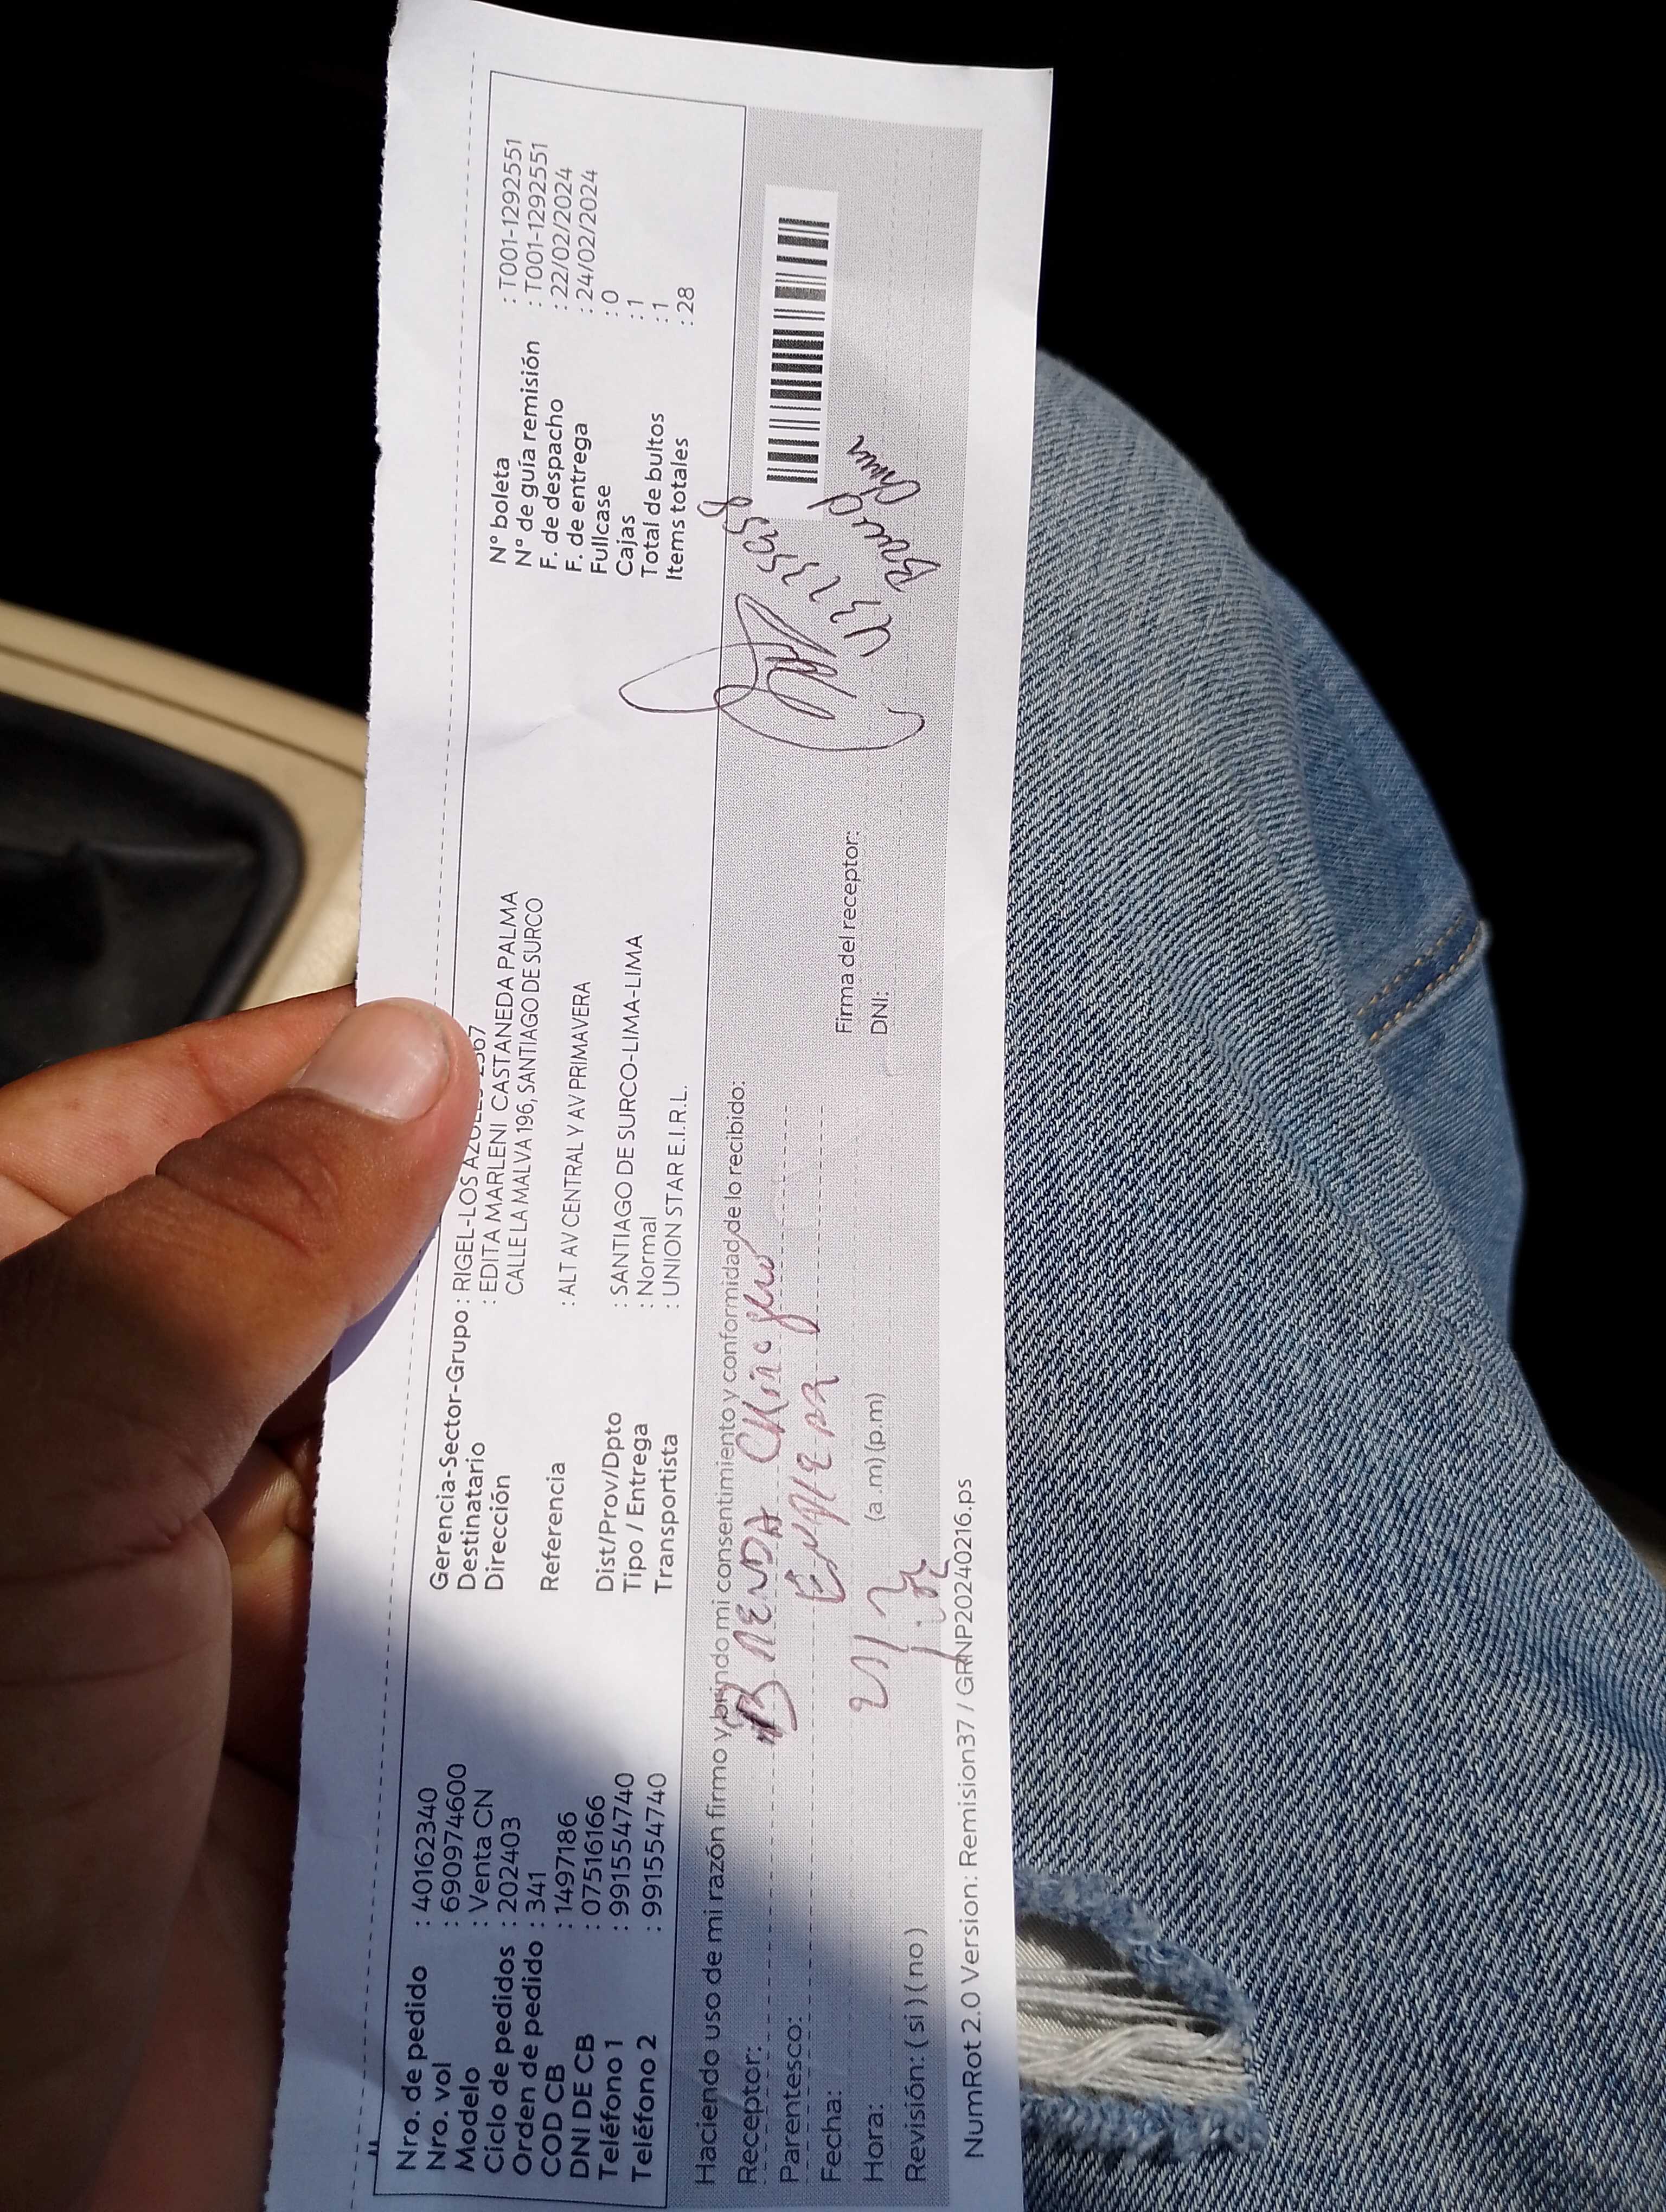 Nro. de pedido : 40162340
Nro. vol : 6909974600
Modelo : Venta CN
Ciclo de pedidos : 202403
Orden de pedido : 341
COD CB : 1497186
DNI DE CB : 07516166
Teléfono 1 : 991554740
Teléfono 2 : 991554740
Gerencia-Sector-Grupo : RIGEL-LOS
Destinatario : EDITA MARLENI CASTANEDA PALMA
Dirección CALLE LA MALVA 196, SANTIAGO DE SURCO
Referencia : ALT AV CENTRAL Y AV PRIMAVERA
Dist/Prov/Dpto : SANTIAGO DE SURCO-LIMA-LIMA
Tipo / Entrega : Normal
Transportista : UNION STAR E.I.R.L.
N° boleta : T001-1292551
N° de guía remisión : T001-1292551
F. de despacho : 22/02/2024
F. de entrega : 24/02/2024
Fullcase : 0
Cajas : 1
Total de bultos : 1
Items totales : 28
Haciendo uso de mi razón firmo y brindo mi consentimiento y conformidad de lo recibido:
Receptor: BRENDA
Parentesco:
Fecha:
Hora: (a.m)(p.m)
Revisión: ( si ) ( no )
Firma del receptor:
DNI:
NumRot 2.0 Version: Remision37 / GRNP20240216.ps